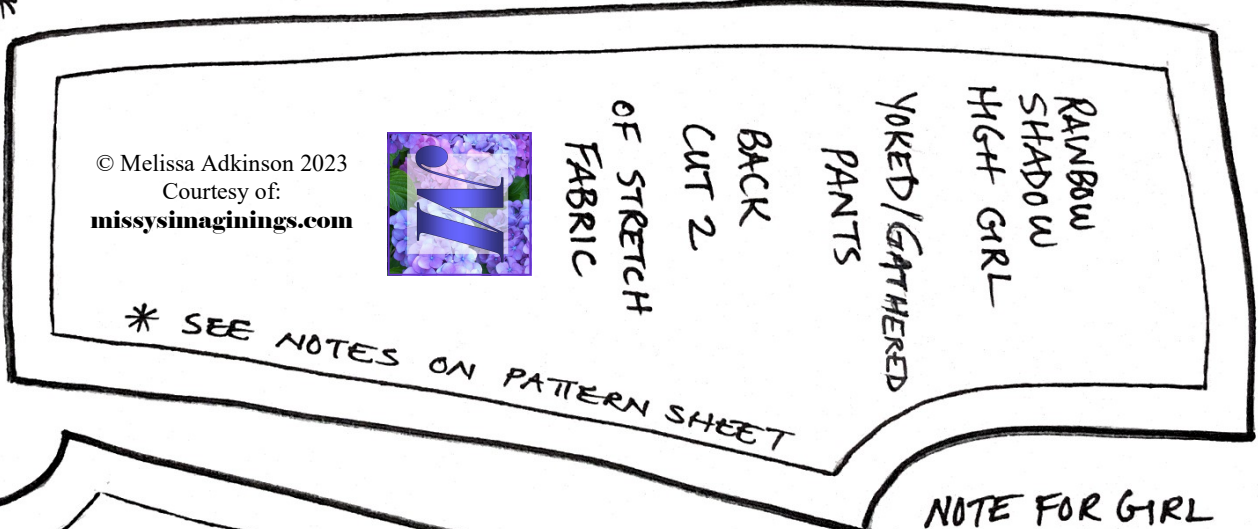 RAINBOW
SHADOW
HIGH GIRL
YOKED/GATHERED
PANTS
BACK
CUT 2
OF STRETCH
FABRIC
M
© Melissa Adkinson 2023
Courtesy of:
missysimaginings.com
* SEE NOTES ON PATTERN SHEET
NOTE FOR GIRL
*